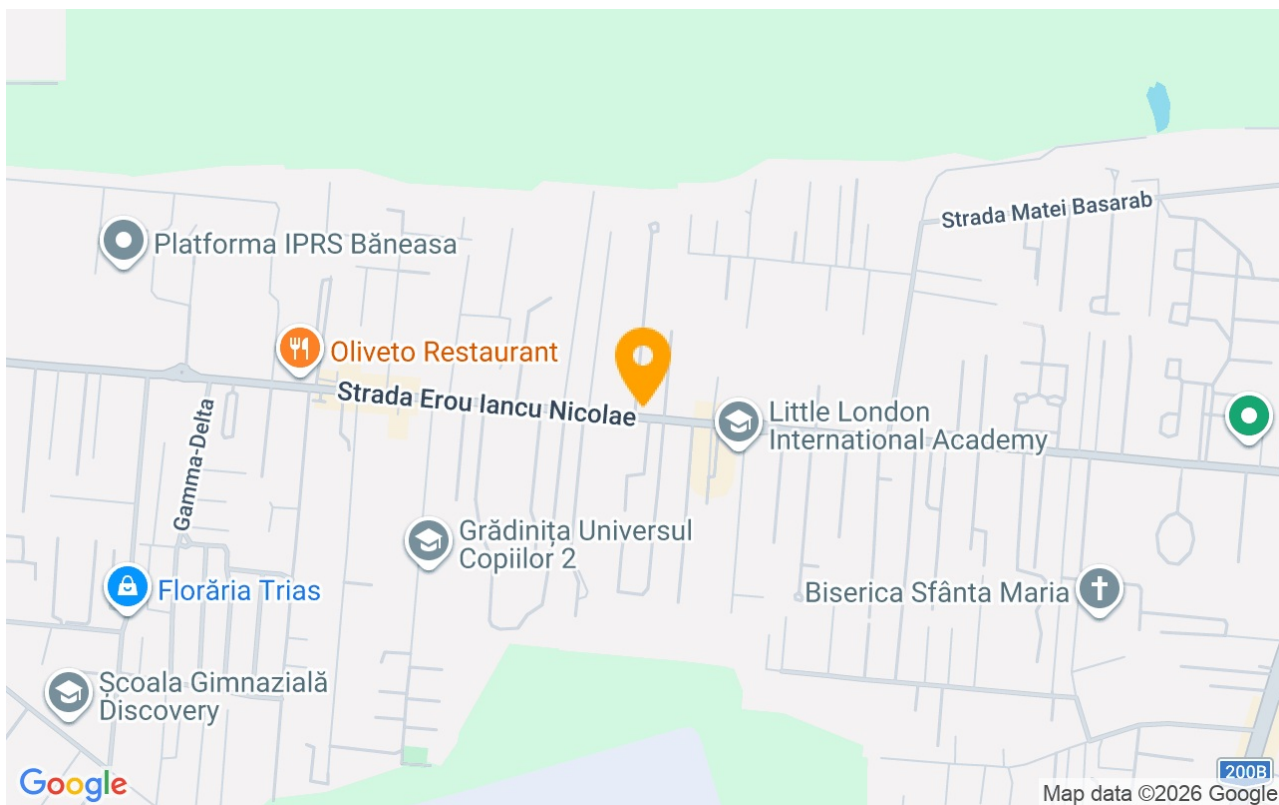 Strada Matei Basarab
Platforma IPRS Băneasa
Oliveto Restaurant
Strada Erou Iancu Nicolae
Little London
International Academy
Gamma-Delta
Grădinița Universul
Copiilor 2
Florăria Trias
Biserica Sfânta Maria
Școala Gimnazială
Discovery
200B
Google
Map data ©2026 Google